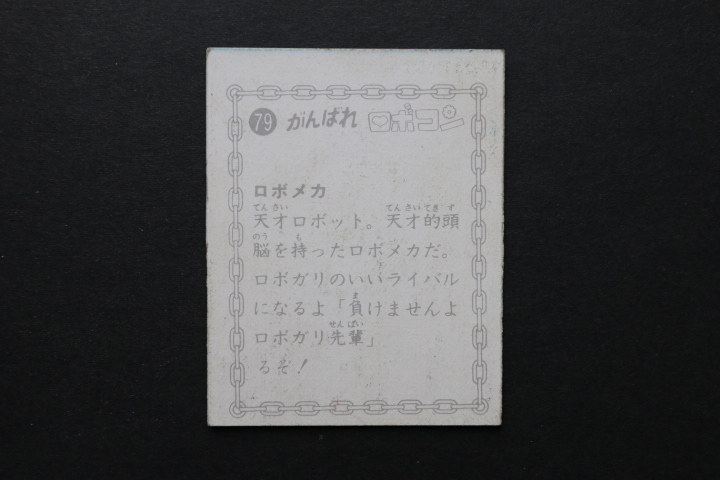 79 がんばれ ロボコン
ロボメカ
てんさい てんさいてきず
天才ロボット。天才的頭
のう も
脳を持ったロボメカだ。
ロボガリのいいライバル
ま
になるよ「負けませんよ
せんぱい
ロボガリ先輩」
るぞ！